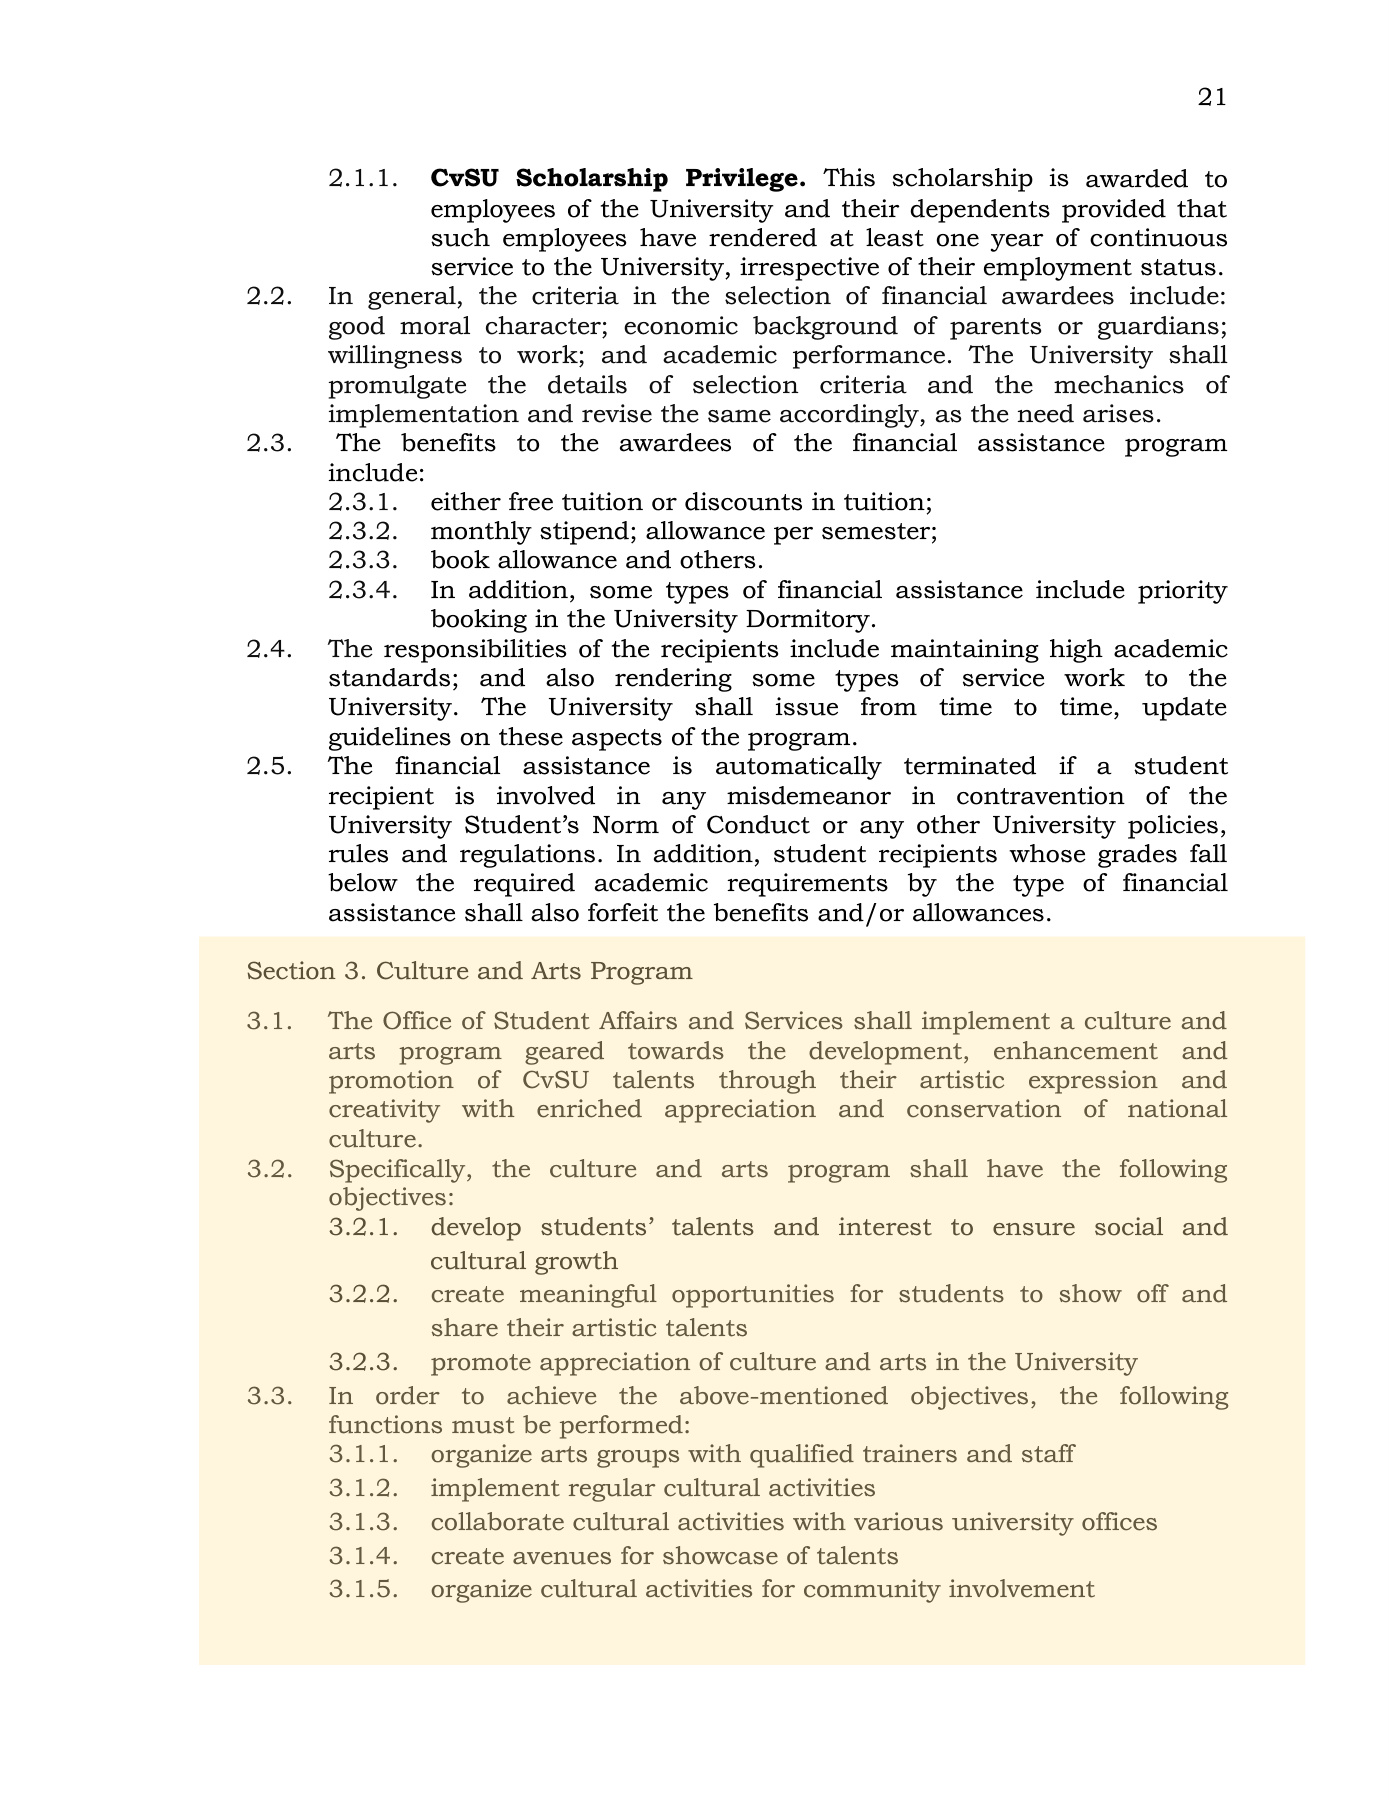 21
2.1.1. CvSU Scholarship Privilege. This scholarship is awarded to
employees of the University and their dependents provided that
such employees have rendered at least one year of continuous
service to the University, irrespective of their employment status.
2.2. In general, the criteria in the selection of financial awardees include:
good moral character; economic background of parents or guardians;
willingness to work; and academic performance. The University shall
promulgate the details of selection criteria and the mechanics of
implementation and revise the same accordingly, as the need arises.
2.3. The benefits to the awardees of the financial assistance program
include:
2.3.1. either free tuition or discounts in tuition;
2.3.2. monthly stipend; allowance per semester;
2.3.3. book allowance and others.
2.3.4. In addition, some types of financial assistance include priority
booking in the University Dormitory.
2.4. The responsibilities of the recipients include maintaining high academic
standards; and also rendering some types of service work to the
University. The University shall issue from time to time, update
guidelines on these aspects of the program.
2.5. The financial assistance is automatically terminated if a student
recipient is involved in any misdemeanor in contravention of the
University Student’s Norm of Conduct or any other University policies,
rules and regulations. In addition, student recipients whose grades fall
below the required academic requirements by the type of financial
assistance shall also forfeit the benefits and/or allowances.
Section 3. Culture and Arts Program
3.1. The Office of Student Affairs and Services shall implement a culture and
arts program geared towards the development, enhancement and
promotion of CvSU talents through their artistic expression and
creativity with enriched appreciation and conservation of national
culture.
3.2. Specifically, the culture and arts program shall have the following
objectives:
3.2.1. develop students’ talents and interest to ensure social and
cultural growth
3.2.2. create meaningful opportunities for students to show off and
share their artistic talents
3.2.3. promote appreciation of culture and arts in the University
3.3. In order to achieve the above-mentioned objectives, the following
functions must be performed:
3.1.1. organize arts groups with qualified trainers and staff
3.1.2. implement regular cultural activities
3.1.3. collaborate cultural activities with various university offices
3.1.4. create avenues for showcase of talents
3.1.5. organize cultural activities for community involvement